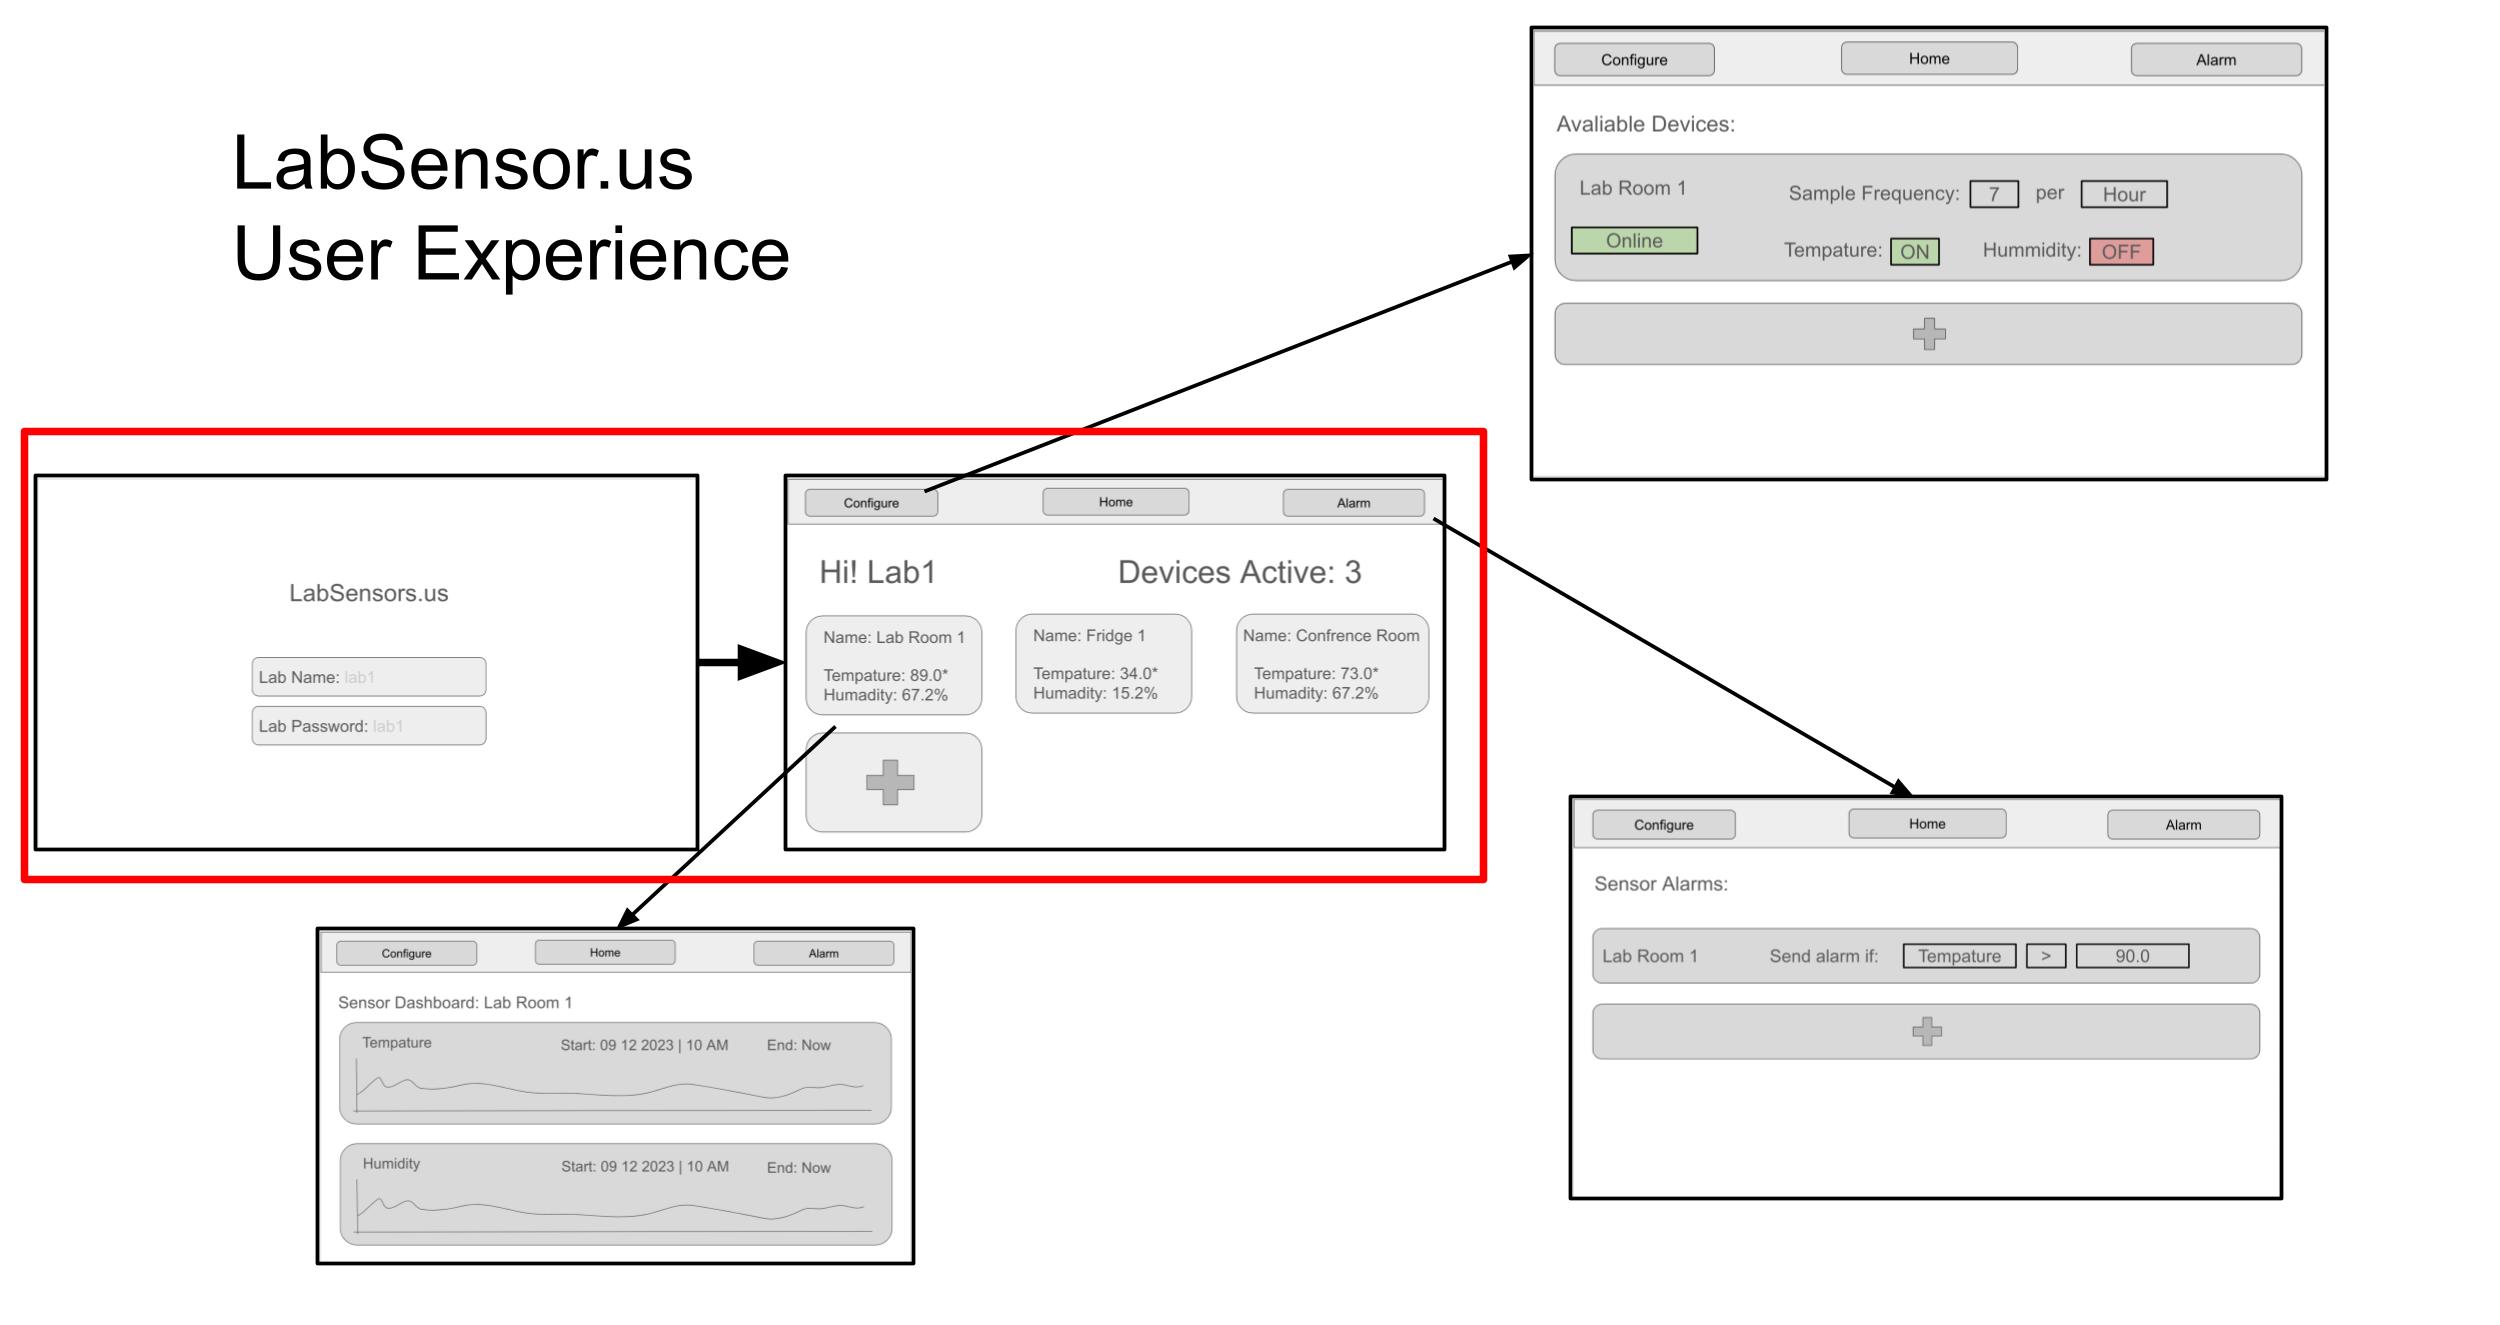 LabSensor.us
User Experience
Configure
Home
Alarm
Avaliable Devices:
Lab Room 1
Sample Frequency: 7 per Hour
Online
Tempature: ON Hummidity: OFF
LabSensors.us
Lab Name: lab1
Lab Password: lab1
Configure
Home
Alarm
Hi! Lab1
Devices Active: 3
Name: Lab Room 1
Tempature: 89.0*
Humadity: 67.2%
Name: Fridge 1
Tempature: 34.0*
Humadity: 15.2%
Name: Confrence Room
Tempature: 73.0*
Humadity: 67.2%
Configure
Home
Alarm
Sensor Alarms:
Lab Room 1 Send alarm if: Tempature > 90.0
Configure
Home
Alarm
Sensor Dashboard: Lab Room 1
Tempature
Start: 09 12 2023 | 10 AM
End: Now
Humidity
Start: 09 12 2023 | 10 AM
End: Now